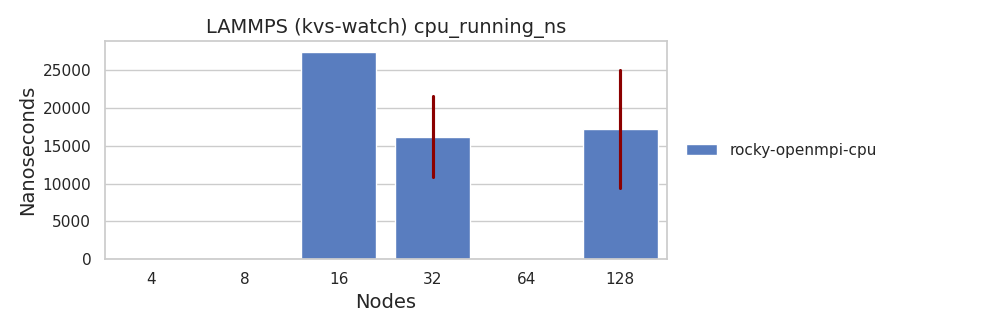 LAMMPS (kvs-watch) cpu_running_ns
Nanoseconds
25000
20000
15000
10000
5000
0
4 8 16 32 64 128
Nodes
rocky-openmpi-cpu